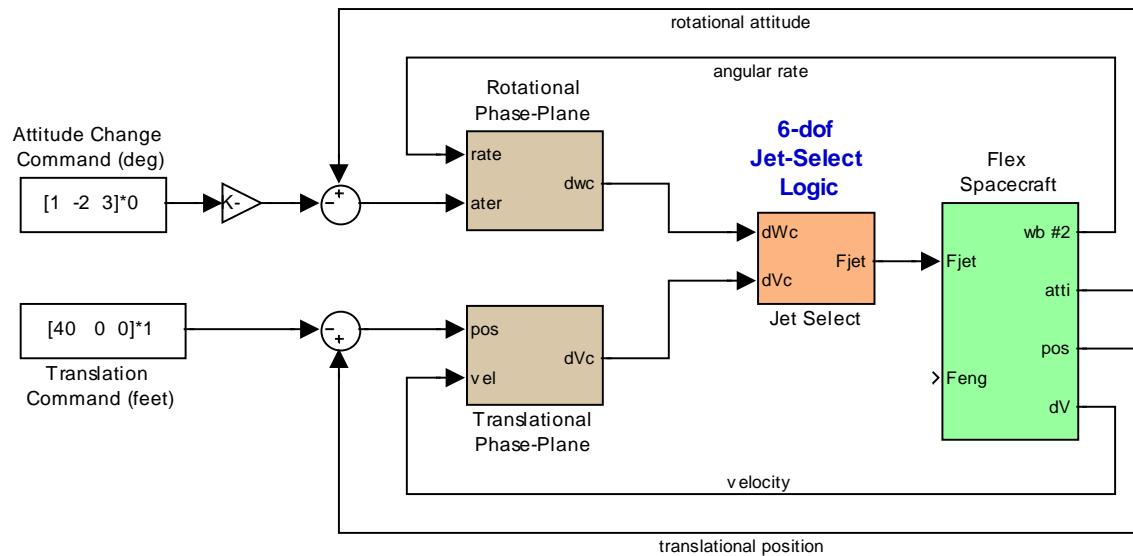 rotational attitude
angular rate
Rotational
Phase-Plane
rate
ater
dwc
Attitude Change
Command (deg)
[1 -2 3]*0
K-
+
−
6-dof
Jet-Select
Logic
dWc
dVc
Fjet
Jet Select
Flex
Spacecraft
Fjet
Feng
wb #2
atti
pos
dV
[40 0 0]*1
Translation
Command (feet)
−
+
pos
vel
dVc
Translational
Phase-Plane
velocity
translational position